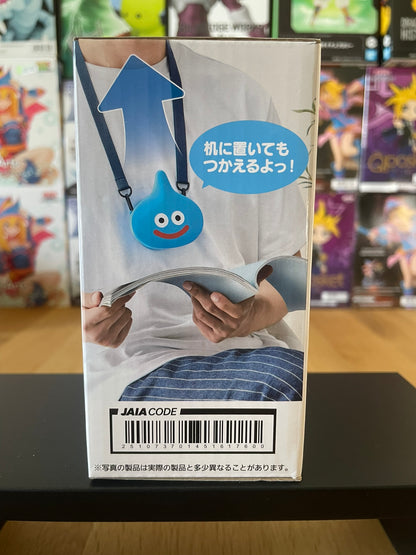 机に置いても
つかえるよっ!
JAIA CODE
251073701451617600
※写真の製品は実際の製品と多少異なることがあります。